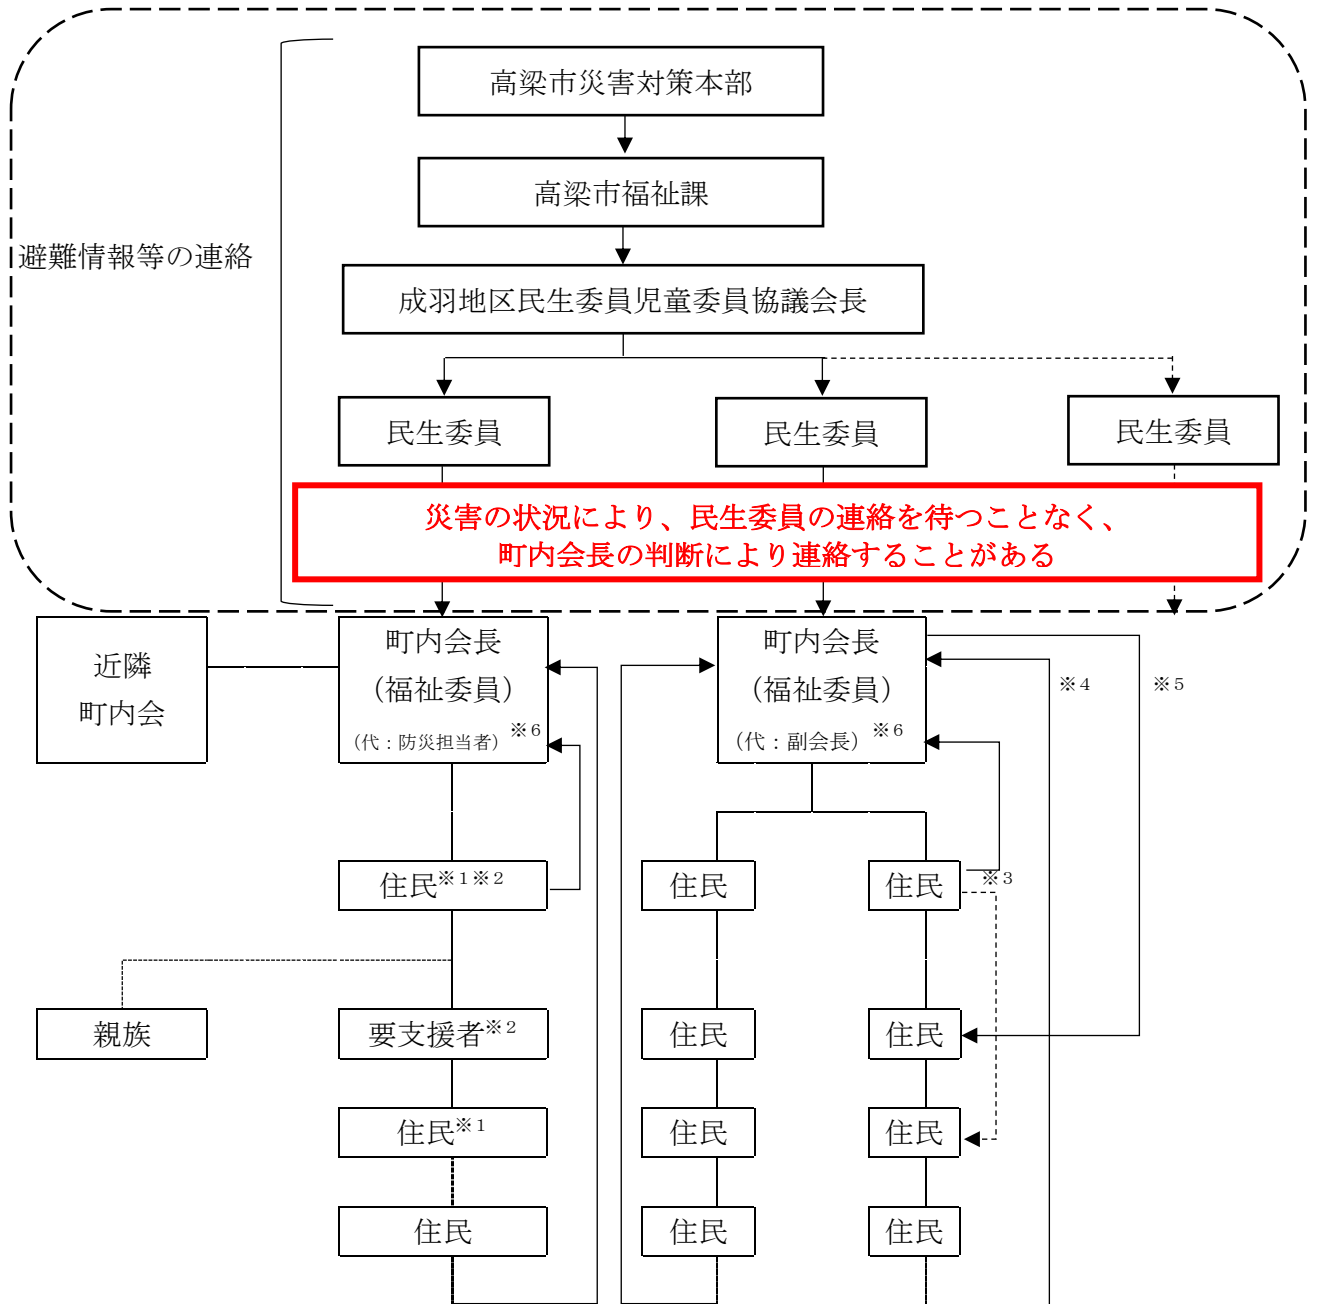 高梁市災害対策本部
高梁市福祉課
避難情報等の連絡
成羽地区民生委員児童委員協議会長
民生委員
民生委員
民生委員
災害の状況により、民生委員の連絡を待つことなく、
町内会長の判断により連絡することがある
近隣
町内会
町内会長
（福祉委員）
（代：防災担当者）※6
町内会長
（福祉委員）
（代：副会長）※6
※4
※5
住民※1※2
住民
住民
※3
親族
要支援者※2
住民
住民
住民※1
住民
住民
住民
住民
住民